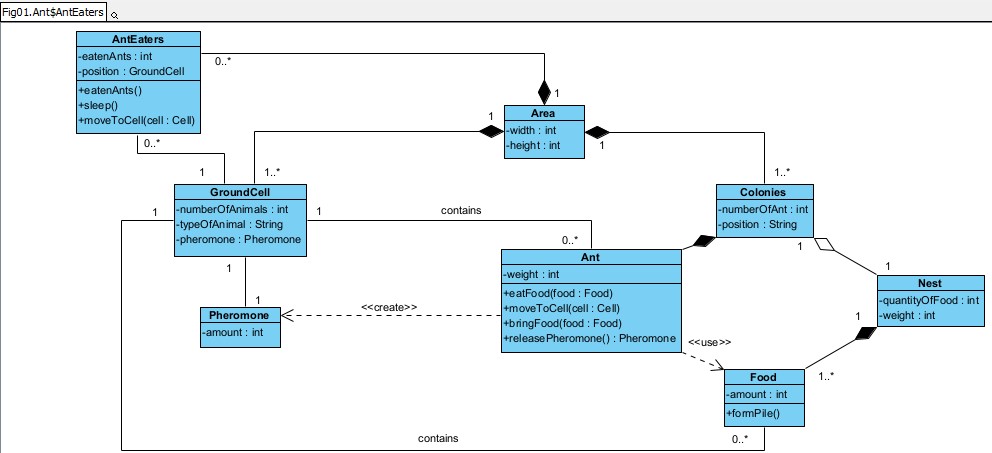 Fig01.Ant$AntEaters
AntEaters
-eatenAnts : int
-position : GroundCell
+eatenAnts()
+sleep()
+moveToCell(cell : Cell)
0..*
1
Area
-width : int
-height : int
1
1
0..*
1
1..*
1..*
GroundCell
-numberOfAnimals : int
-typeOfAnimal : String
-pheromone : Pheromone
1
1
contains
0..*
Colonies
-numberOfAnt : int
-position : String
1
1
Ant
-weight : int
+eatFood(food : Food)
+moveToCell(cell : Cell)
+bringFood(food : Food)
+releasePheromone() : Pheromone
Nest
-quantityOfFood : int
-weight : int
1
1
1
Pheromone
-amount : int
<<create>>
<<use>>
Food
-amount : int
+formPile()
1..*
contains
0..*